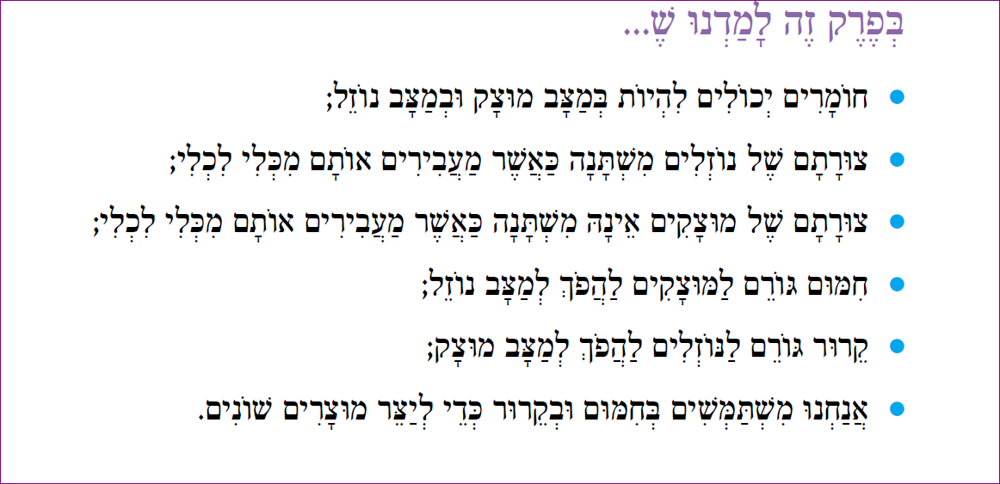 בְּפֶרֶק זֶה לָמַדְנוּ שֶׁ...
• חוֹמָרִים יְכוֹלִים לִהְיוֹת בְּמַצָּב מוּצָק וּבְמַצָּב נוֹזֵל;
• צוּרָתָם שֶׁל נוֹזְלִים מִשְׁתַּנָּה כַּאֲשֶׁר מַעֲבִירִים אוֹתָם מִכְּלִי לִכְלִי;
• צוּרָתָם שֶׁל מוּצָקִים אֵינָהּ מִשְׁתַּנָּה כַּאֲשֶׁר מַעֲבִירִים אוֹתָם מִכְּלִי לִכְלִי;
• חִמּוּם גּוֹרֵם לַמּוּצָקִים לַהֲפֹךְ לְמַצָּב נוֹזֵל;
• קֵרוּר גּוֹרֵם לַנּוֹזְלִים לַהֲפֹךְ לְמַצָּב מוּצָק;
• אֲנַחְנוּ מִשְׁתַּמְּשִׁים בְּחִמּוּם וּבְקֵרוּר כְּדֵי לְיַצֵּר מוּצָרִים שׁוֹנִים.